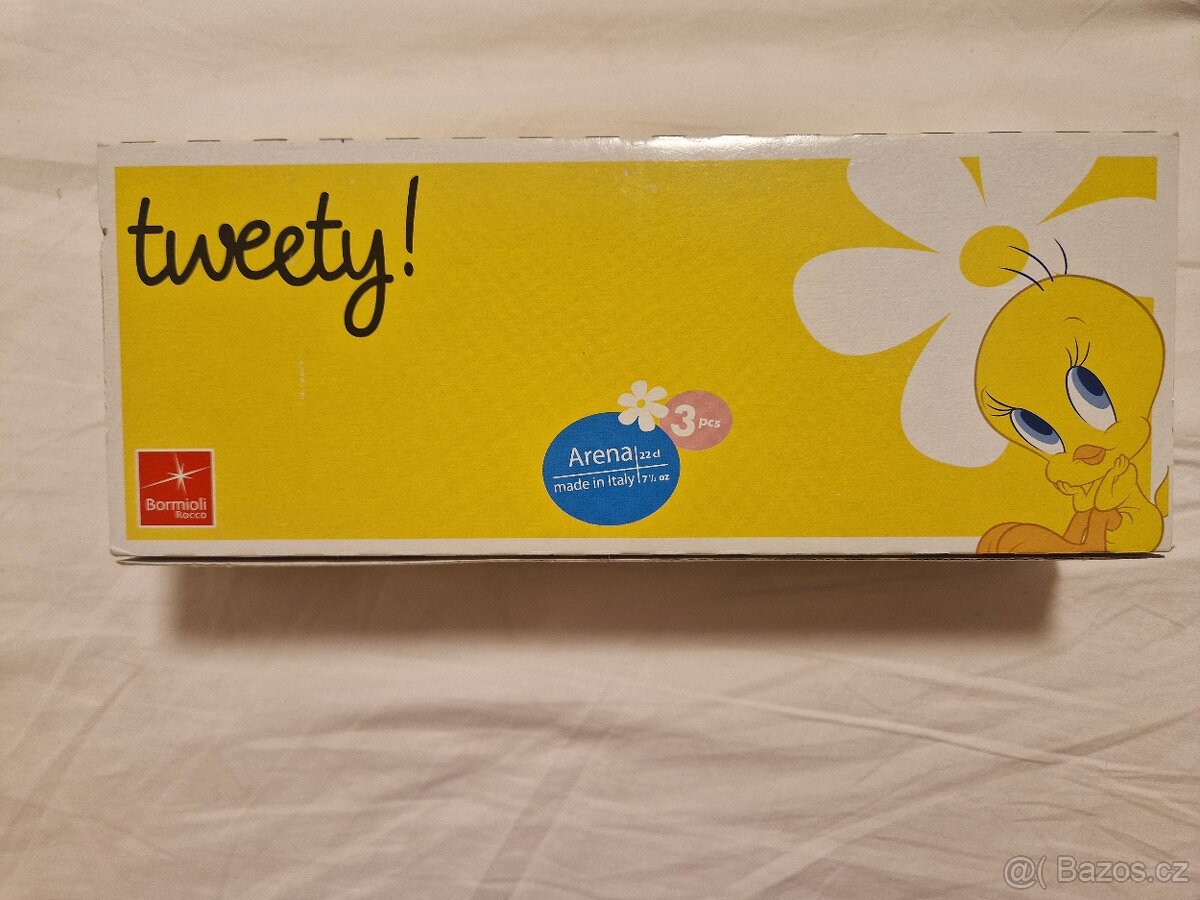 tweety!
3 pcs
Arena 22 cl
made in Italy 7 ½ oz
Bormioli
Rocco
@( Bazos.cz